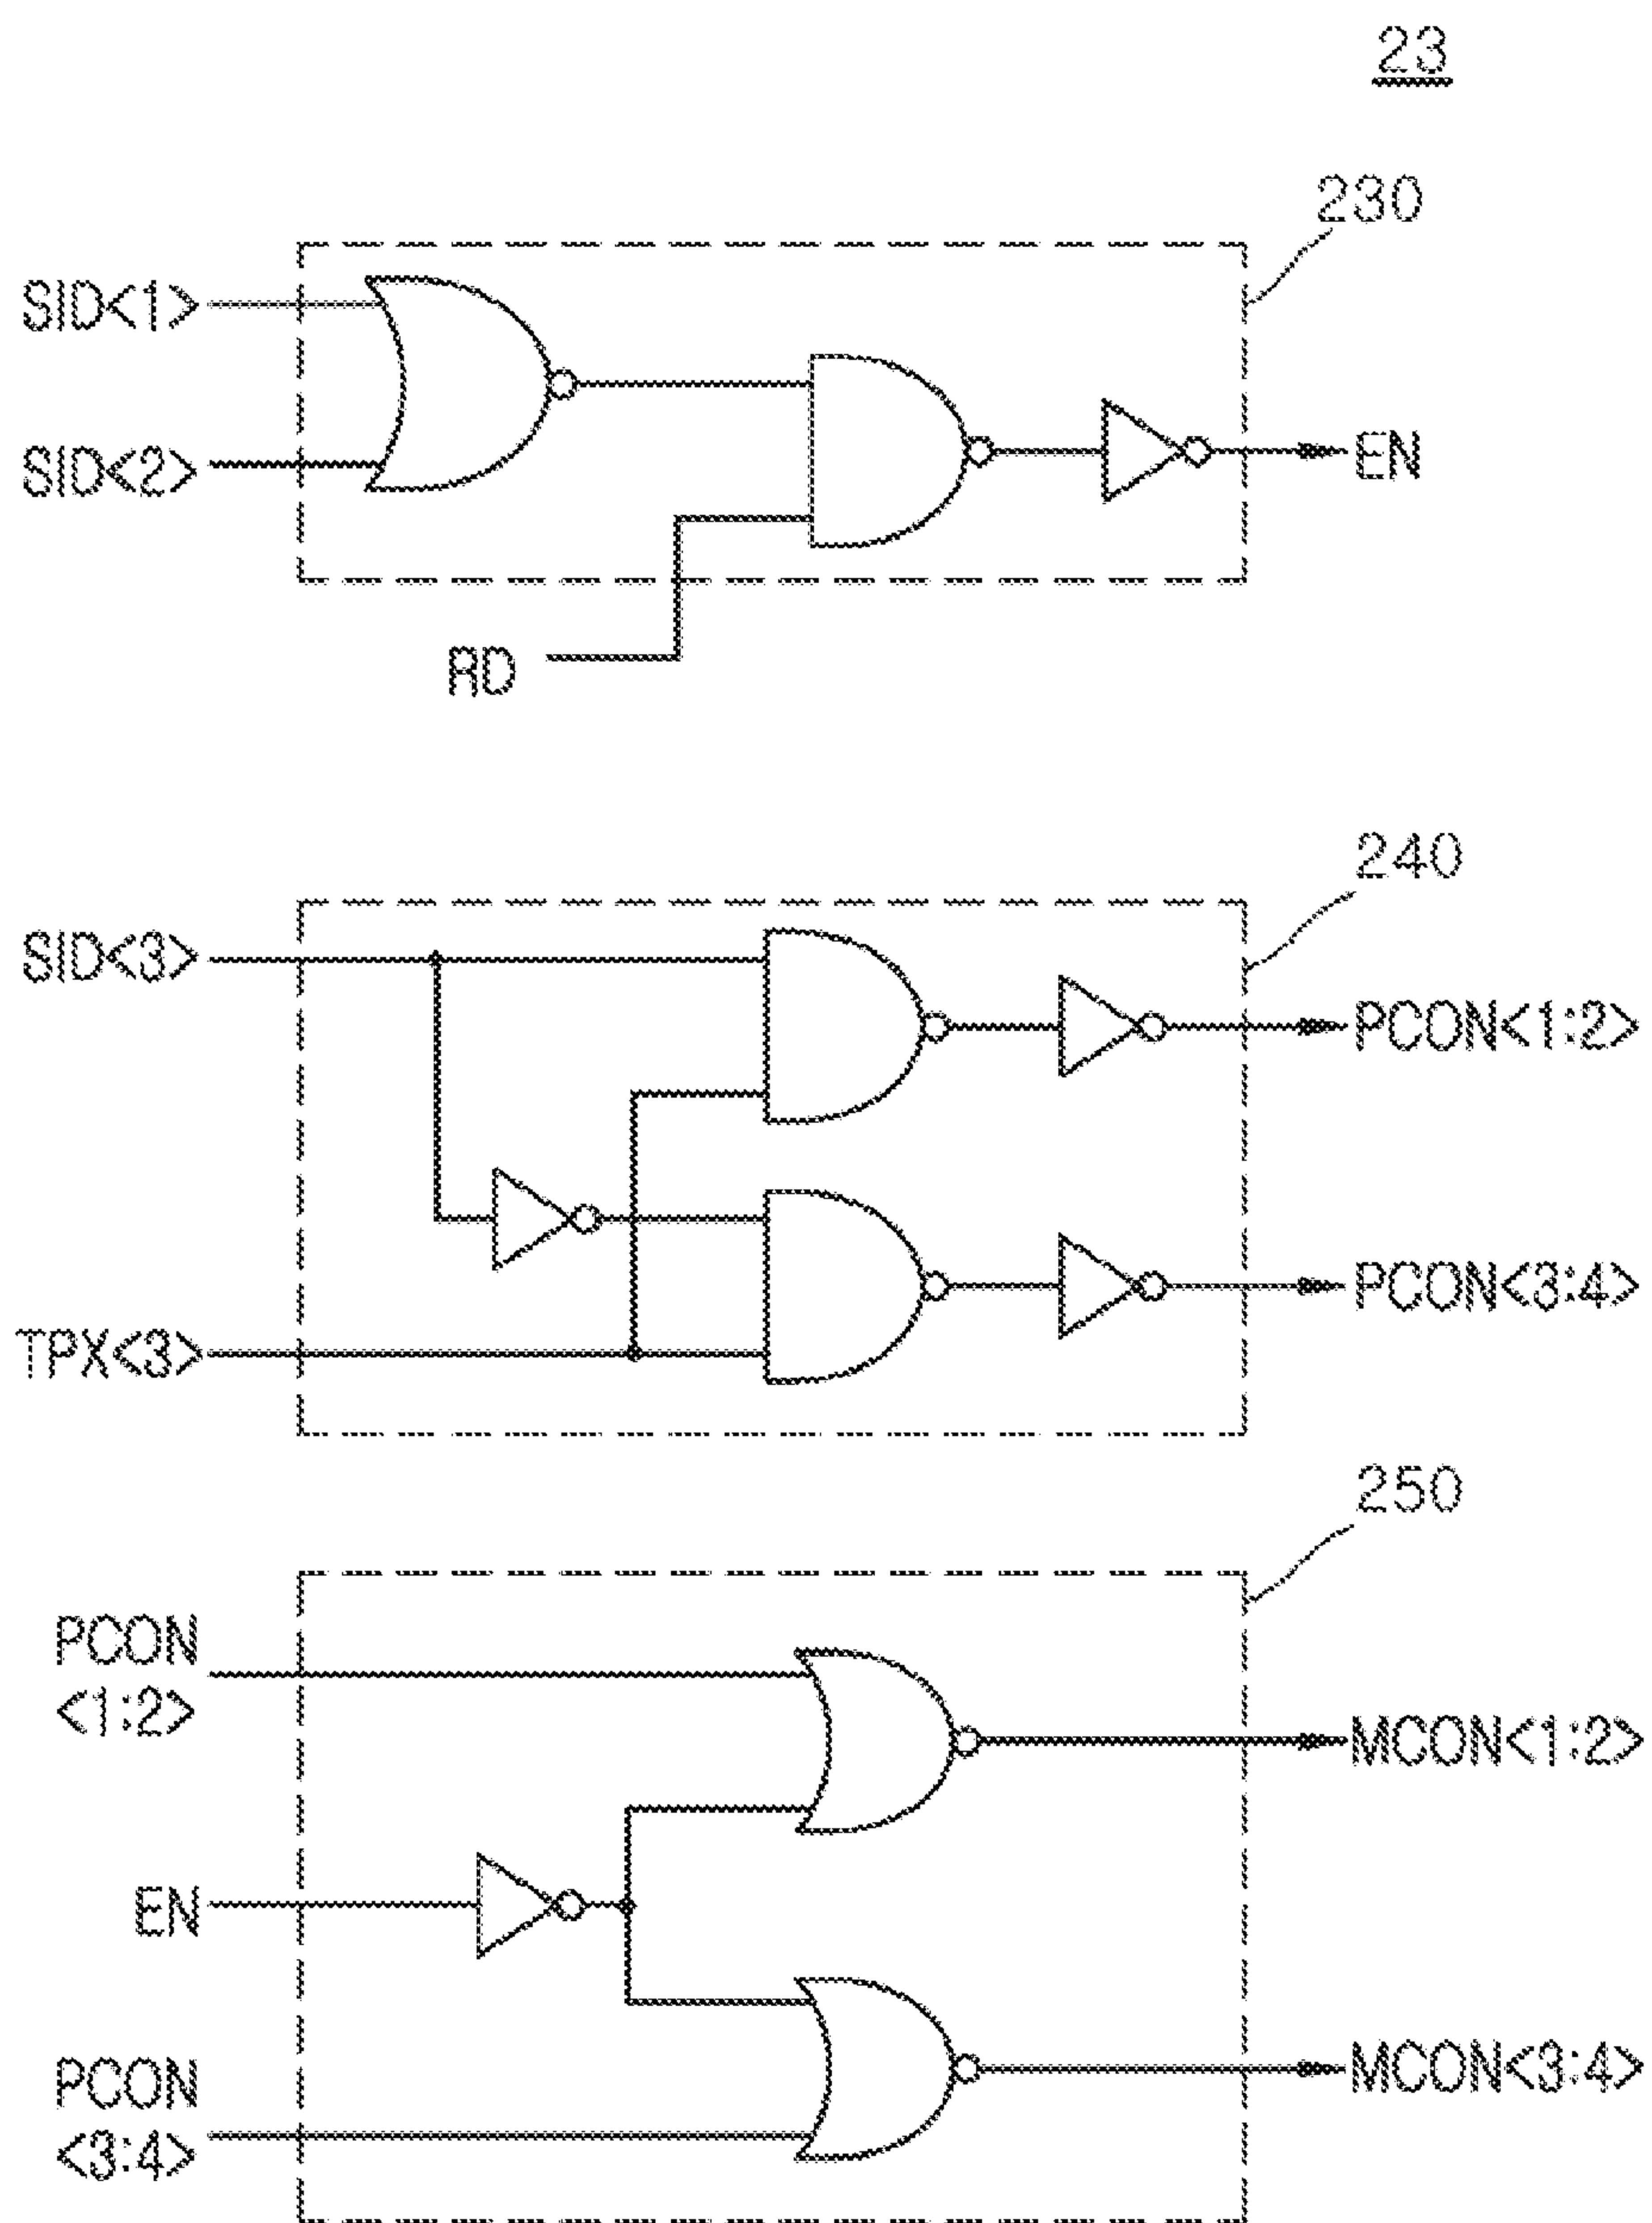 23
230
SID<1>
SID<2>
EN
RD
240
SID<3>
PCON<1:2>
PCON<3:4>
TPX<3>
250
PCON
<1:2>
MCON<1:2>
EN
PCON
<3:4>
MCON<3:4>